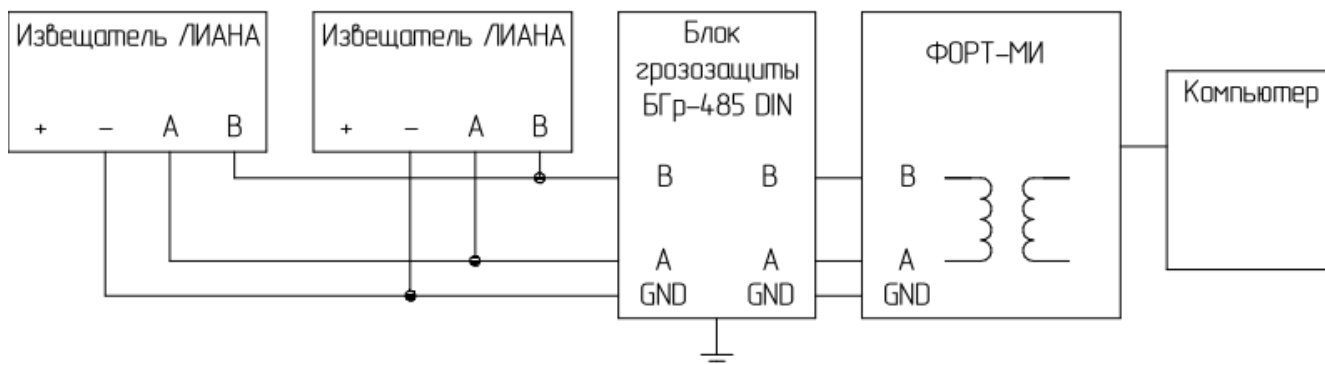 Извещатель ЛИАНА
+ – А В
Извещатель ЛИАНА
+ – А В
Блок
грозозащиты
БГр-485 DIN
В В
А А
GND GND
ФОРТ-МИ
В
А
GND
Компьютер